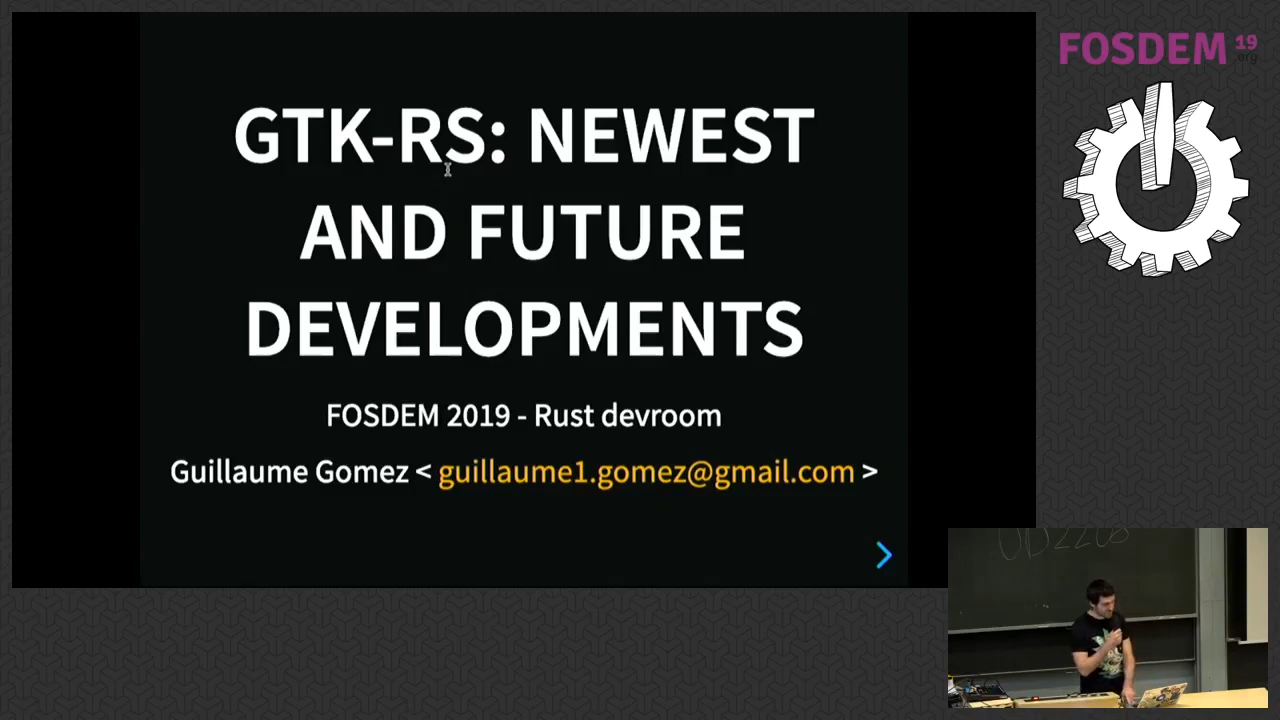 GTK-RS: NEWEST
AND FUTURE
DEVELOPMENTS
FOSDEM 2019 - Rust devroom
Guillaume Gomez < guillaume1.gomez@gmail.com >
FOSDEM 19
.org
UD2208